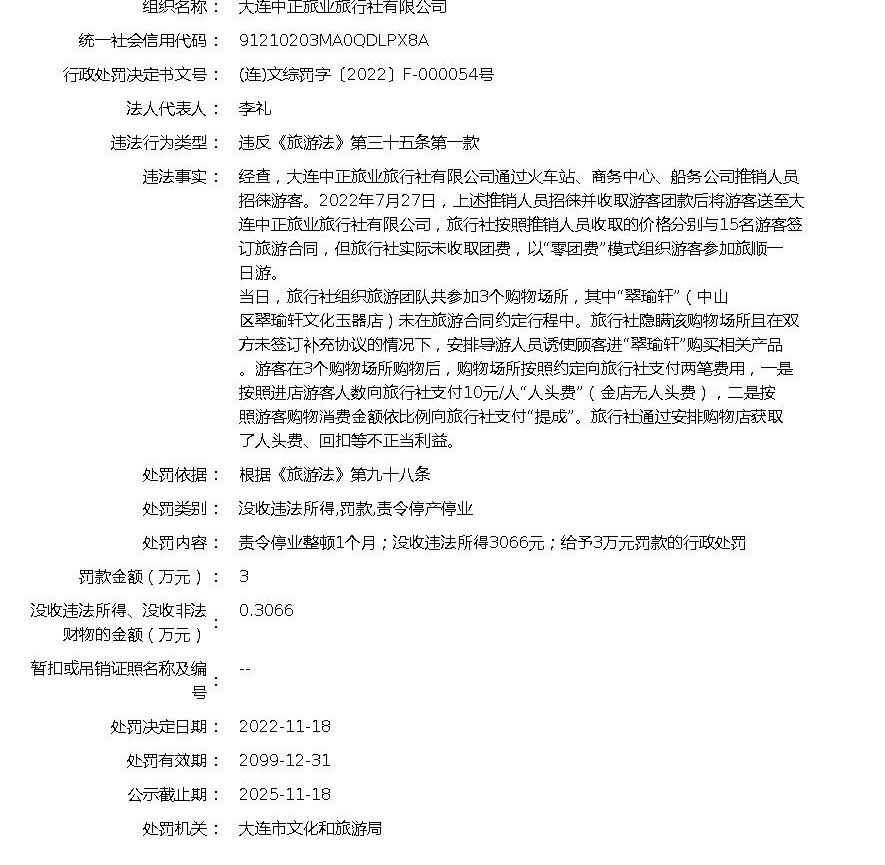 组织名称： 大连中正旅业旅行社有限公司
统一社会信用代码： 91210203MA0QDLPX8A
行政处罚决定书文号： (连)文综罚字〔2022〕F-000054号
法人代表人： 李礼
违法行为类型： 违反《旅游法》第三十五条第一款
违法事实： 经查，大连中正旅业旅行社有限公司通过火车站、商务中心、船务公司推销人员
招徕游客。2022年7月27日，上述推销人员招徕并收取游客团款后将游客送至大
连中正旅业旅行社有限公司，旅行社按照推销人员收取的价格分别与15名游客签
订旅游合同，但旅行社实际未收取团费，以“零团费”模式组织游客参加旅顺一
日游。
当日，旅行社组织旅游团队共参加3个购物场所，其中“翠瑜轩”（中山
区翠瑜轩文化玉器店）未在旅游合同约定行程中。旅行社隐瞒该购物场所且在双
方未签订补充协议的情况下，安排导游人员诱使顾客进“翠瑜轩”购买相关产品
。游客在3个购物场所购物后，购物场所按照约定向旅行社支付两笔费用，一是
按照进店游客人数向旅行社支付10元/人“人头费”（金店无人头费），二是按
照游客购物消费金额依比例向旅行社支付“提成”。旅行社通过安排购物店获取
了人头费、回扣等不正当利益。
处罚依据： 根据《旅游法》第九十八条
处罚类别： 没收违法所得,罚款,责令停产停业
处罚内容： 责令停业整顿1个月；没收违法所得3066元；给予3万元罚款的行政处罚
罚款金额（万元）： 3
没收违法所得、没收非法
财物的金额（万元）： 0.3066
暂扣或吊销证照名称及编
号： --
处罚决定日期： 2022-11-18
处罚有效期： 2099-12-31
公示截止期： 2025-11-18
处罚机关： 大连市文化和旅游局